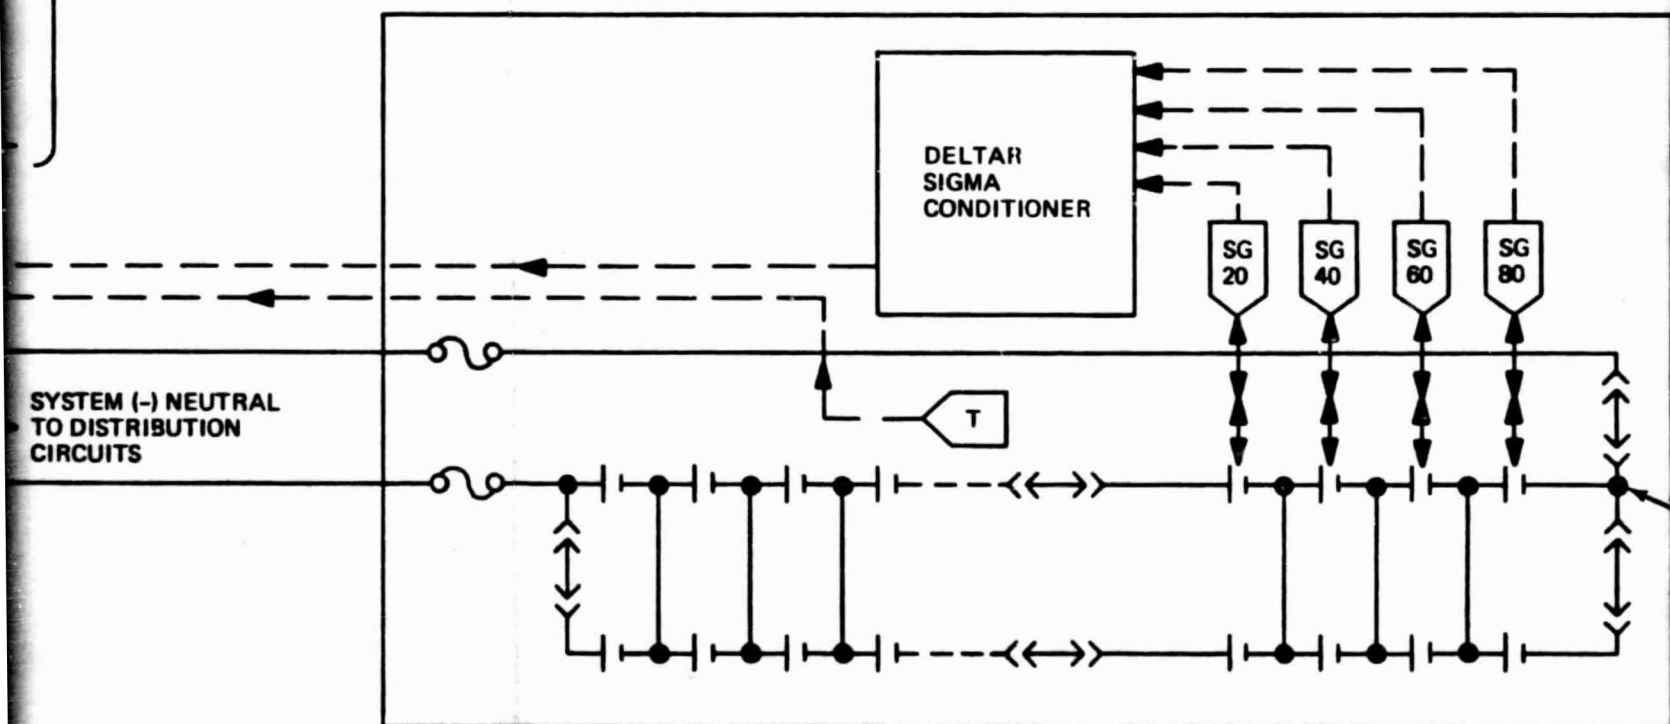 DELTAR
SIGMA
CONDITIONER
SG
20
SG
40
SG
60
SG
80
SYSTEM (-) NEUTRAL
TO DISTRIBUTION
CIRCUITS
T